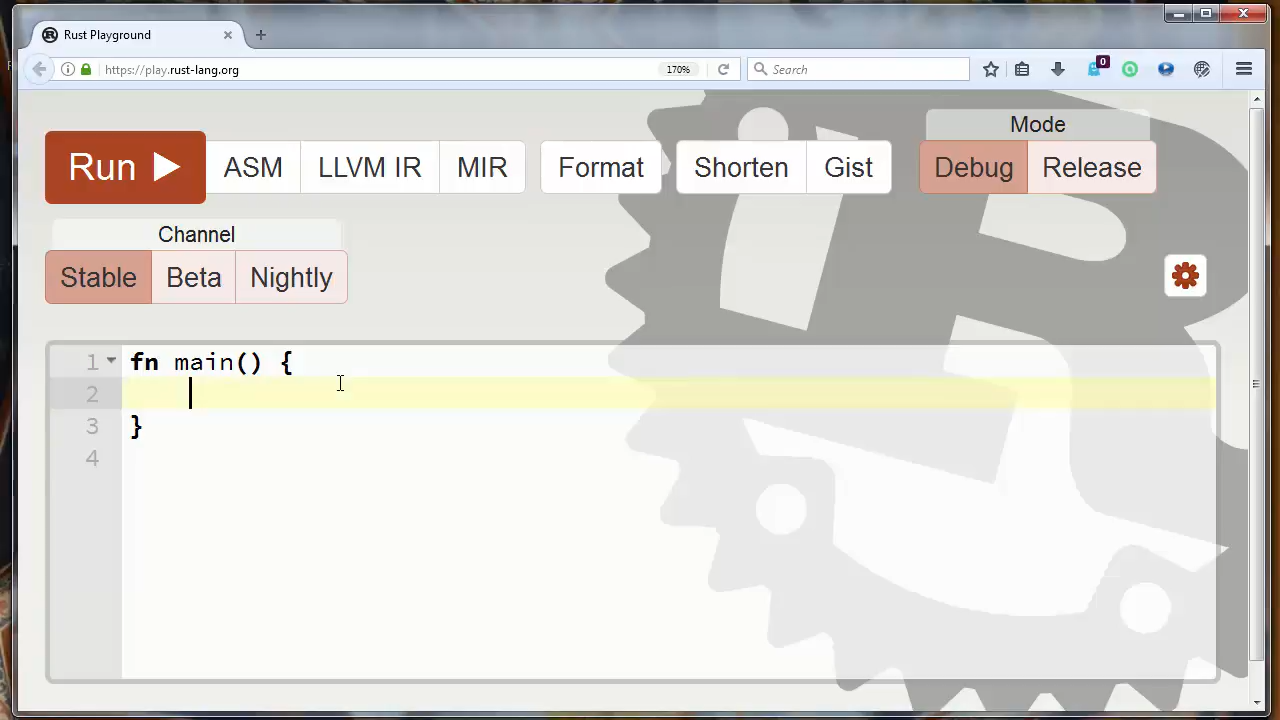 Rust Playground
https://play.rust-lang.org
170%
Search
0
Run
ASM
LLVM IR
MIR
Format
Shorten
Gist
Mode
Debug
Release
Channel
Stable
Beta
Nightly
1 fn main() {
2
3 }
4